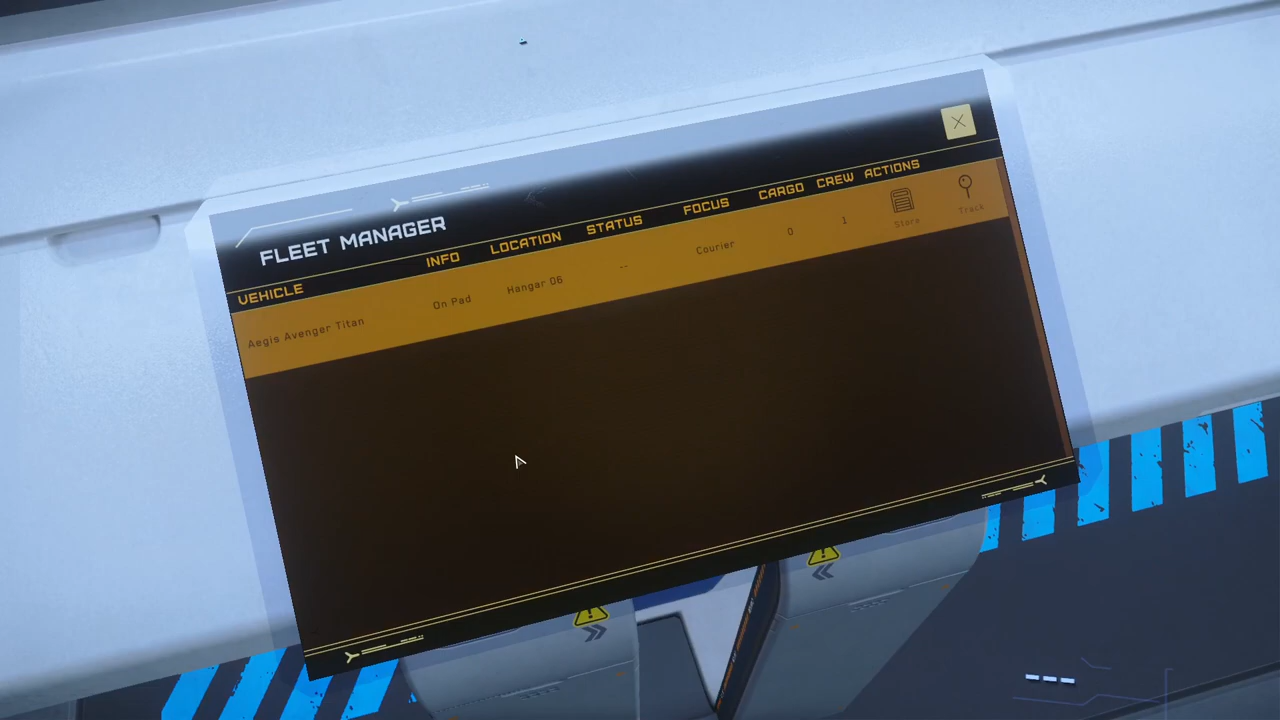 FLEET MANAGER
VEHICLE INFO LOCATION STATUS FOCUS CARGO CREW ACTIONS
Aegis Avenger Titan On Pad Hangar 06 -- Courier 0 1 Store Track